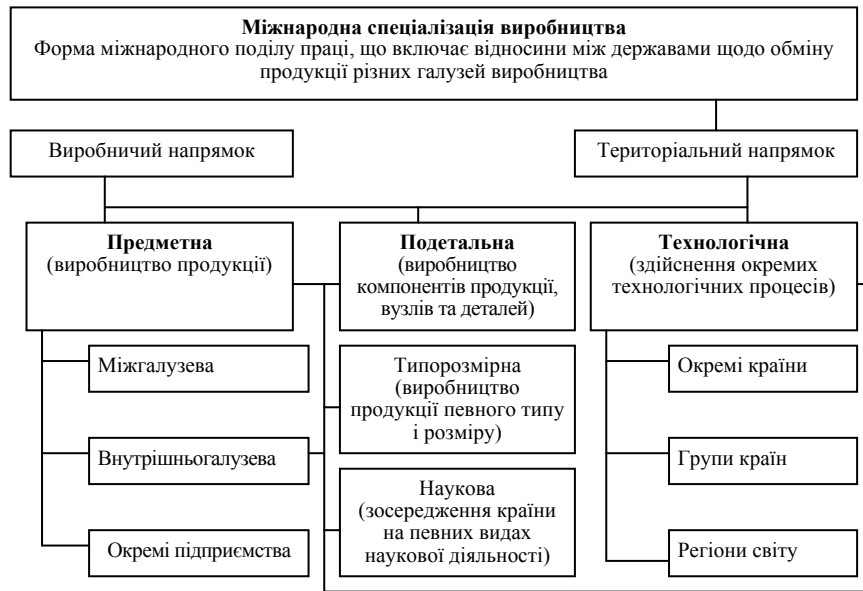 Міжнародна спеціалізація виробництва
Форма міжнародного поділу праці, що включає відносини між державами щодо обміну
продукції різних галузей виробництва
Виробничий напрямок
Територіальний напрямок
Предметна
(виробництво продукції)
Подетальна
(виробництво
компонентів продукції,
вузлів та деталей)
Технологічна
(здійснення окремих
технологічних процесів)
Міжгалузева
Внутрішньогалузева
Окремі підприємства
Типорозмірна
(виробництво
продукції певного типу
і розміру)
Наукова
(зосередження країни
на певних видах
наукової діяльності)
Окремі країни
Групи країн
Регіони світу